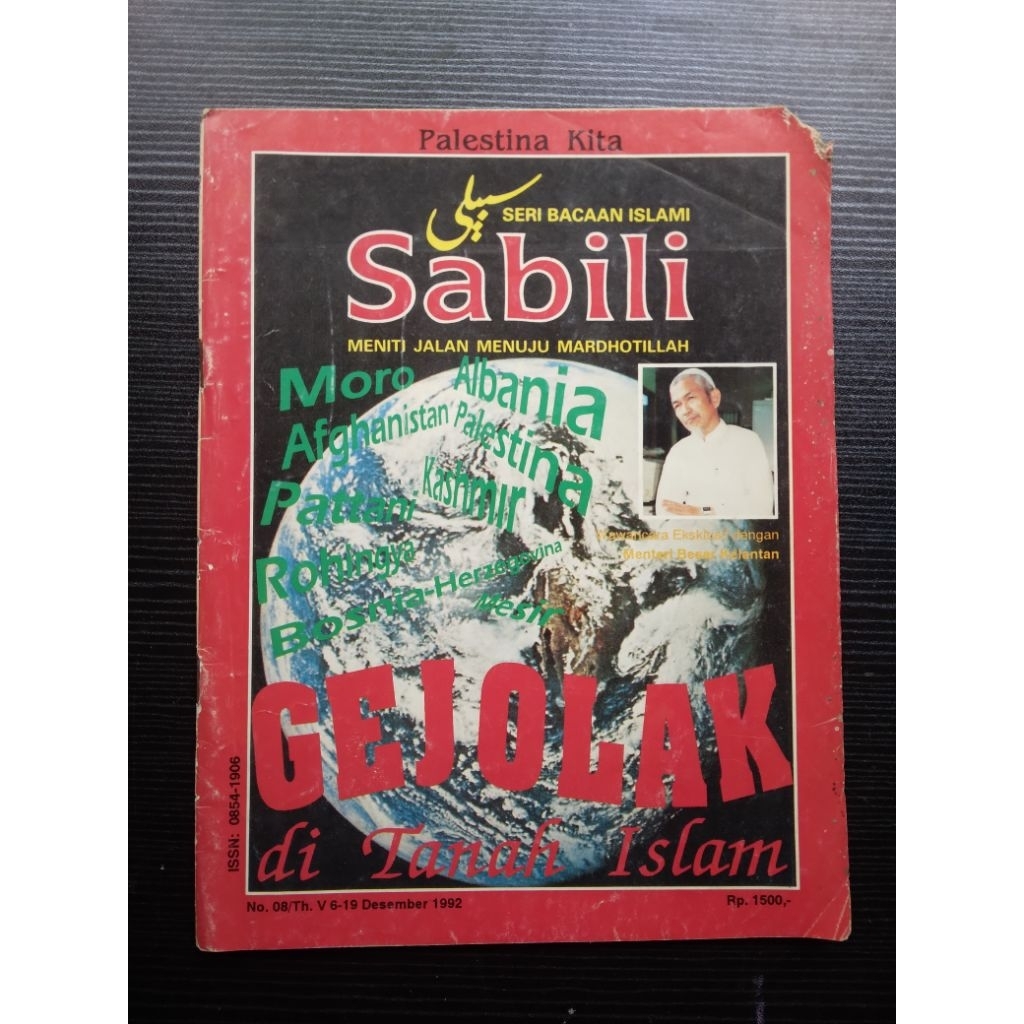 Palestina Kita
سبيلي
SERI BACAAN ISLAMI
Sabili
MENITI JALAN MENUJU MARDHOTILLAH
Moro
Albania
Afghanistan
Palestina
Pattani
Kashmir
Rohingya
Bosnia-Herzegovina
Mesir
Wawancara Eksklusif dengan
Menteri Besar Kelantan
GEJOLAK
di Tanah Islam
ISSN: 0854-1906
No. 08/Th. V 6-19 Desember 1992
Rp. 1500,-